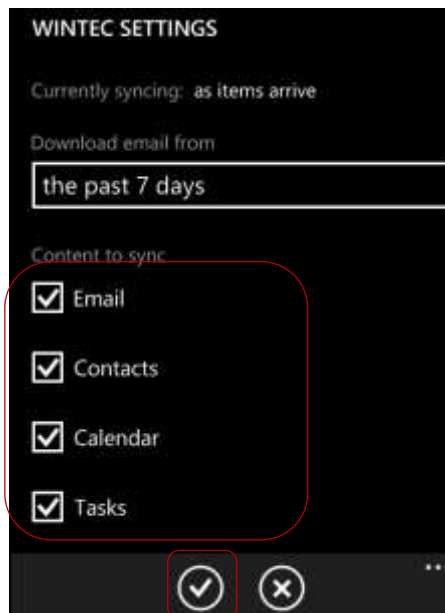 WINTEC SETTINGS
Currently syncing: as items arrive
Download email from
the past 7 days
Content to sync
Email
Contacts
Calendar
Tasks